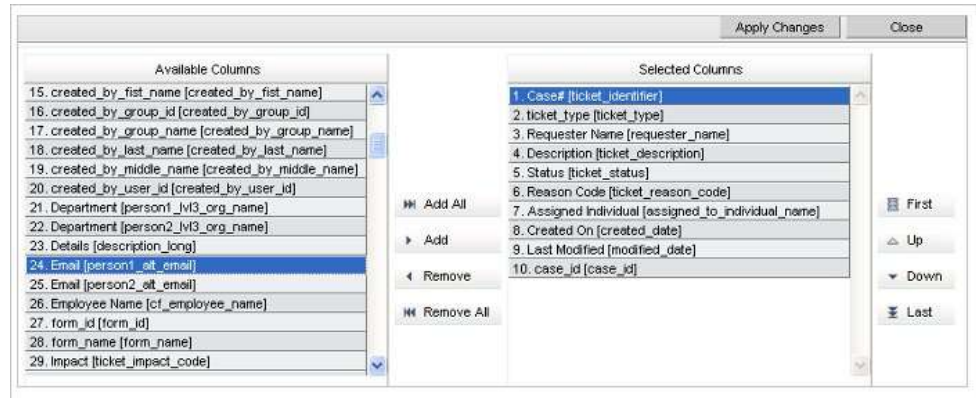 Apply Changes
Close
Available Columns
15. created_by_fist_name [created_by_fist_name]
16. created_by_group_id [created_by_group_id]
17. created_by_group_name [created_by_group_name]
18. created_by_last_name [created_by_last_name]
19. created_by_middle_name [created_by_middle_name]
20. created_by_user_id [created_by_user_id]
21. Department [person1_lvl3_org_name]
22. Department [person2_lvl3_org_name]
23. Details [description_long]
24. Email [person1_alt_email]
25. Email [person2_alt_email]
26. Employee Name [cf_employee_name]
27. form_id [form_id]
28. form_name [form_name]
29. Impact [ticket_impact_code]
Add All
Add
Remove
Remove All
Selected Columns
1. Case# [ticket_identifier]
2. ticket_type [ticket_type]
3. Requester Name [requester_name]
4. Description [ticket_description]
5. Status [ticket_status]
6. Reason Code [ticket_reason_code]
7. Assigned Individual [assigned_to_individual_name]
8. Created On [created_date]
9. Last Modified [modified_date]
10. case_id [case_id]
First
Up
Down
Last